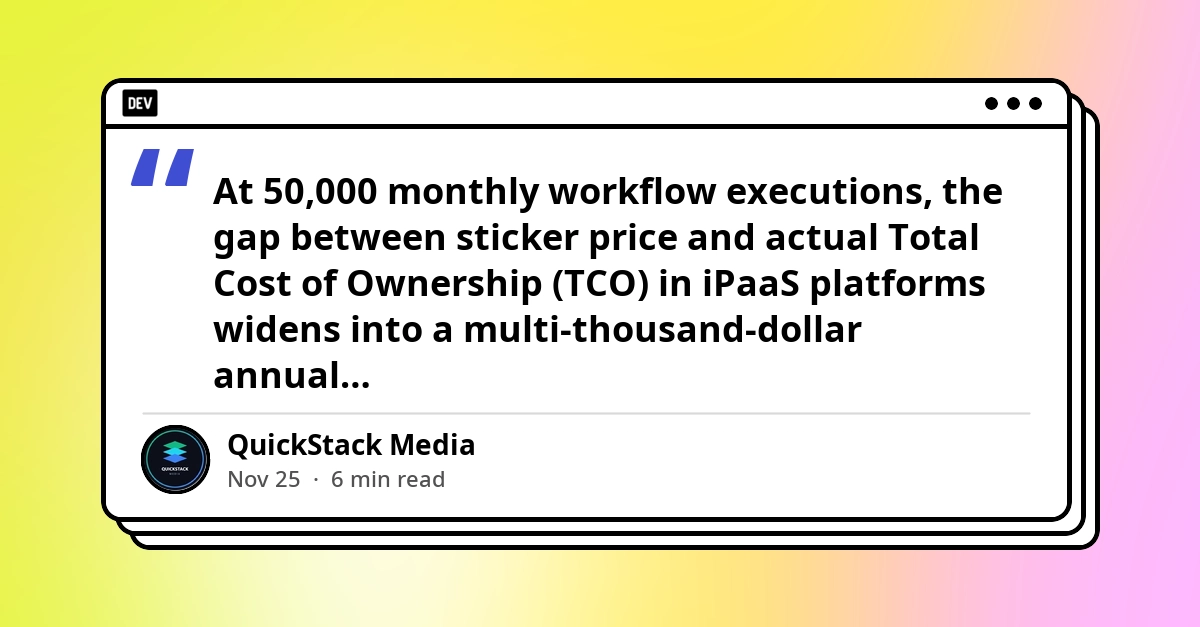 DEV
“
At 50,000 monthly workflow executions, the
gap between sticker price and actual Total
Cost of Ownership (TCO) in iPaaS platforms
widens into a multi-thousand-dollar
annual...
QUICKSTACK
QuickStack Media
Nov 25 · 6 min read